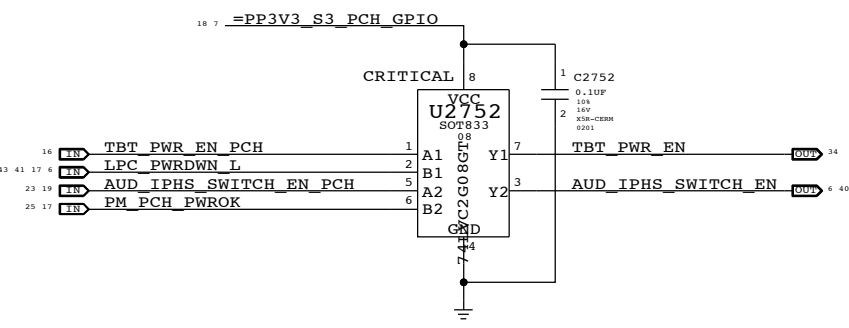 18 7 =PP3V3_S3_PCH_GPIO
CRITICAL 8
1 C2752
0.1UF
10%
16V
X5R-CERM
0201
2
VCC
U2752
SOT833
08
74LVC2G08GT
16 IN TBT_PWR_EN_PCH 1 A1 Y1 7 TBT_PWR_EN OUT 34
43 41 17 6 IN LPC_PWRDWN_L 2 B1
23 19 IN AUD_IPHS_SWITCH_EN_PCH 5 A2 Y2 3 AUD_IPHS_SWITCH_EN OUT 6 40
25 17 IN PM_PCH_PWROK 6 B2
GND
4